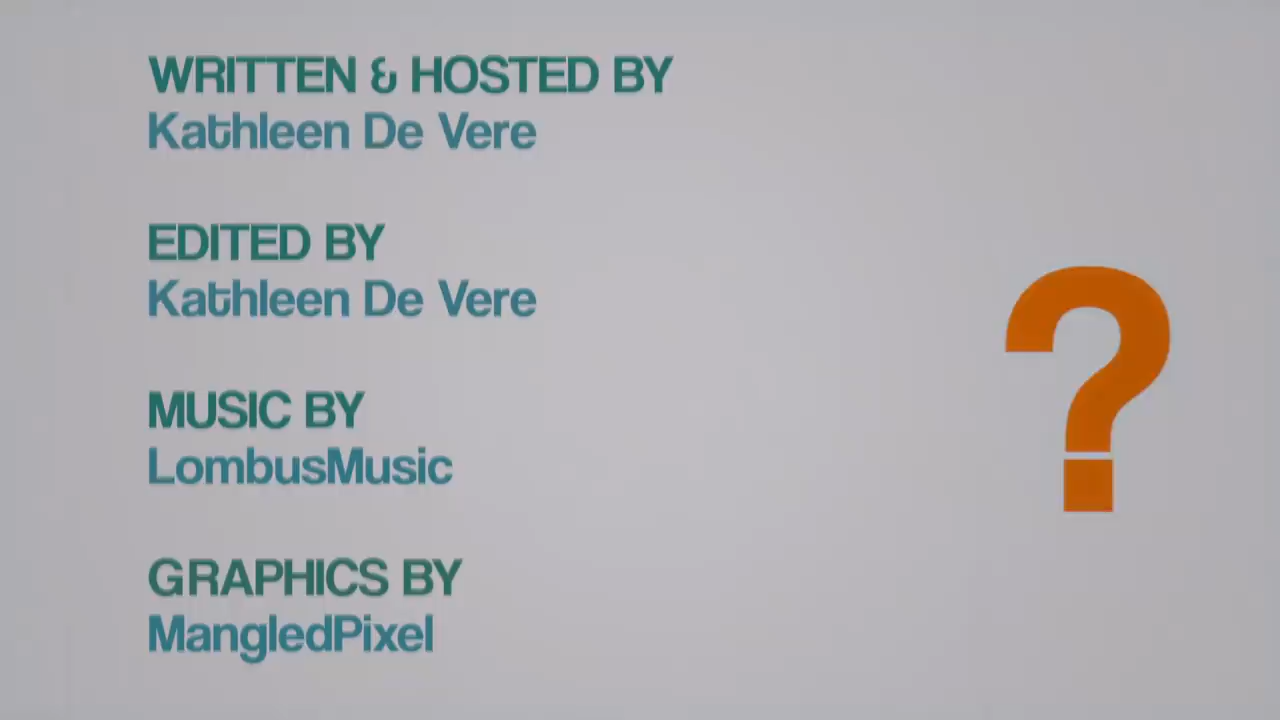 WRITTEN & HOSTED BY
Kathleen De Vere
EDITED BY
Kathleen De Vere
MUSIC BY
LombusMusic
GRAPHICS BY
MangledPixel
?